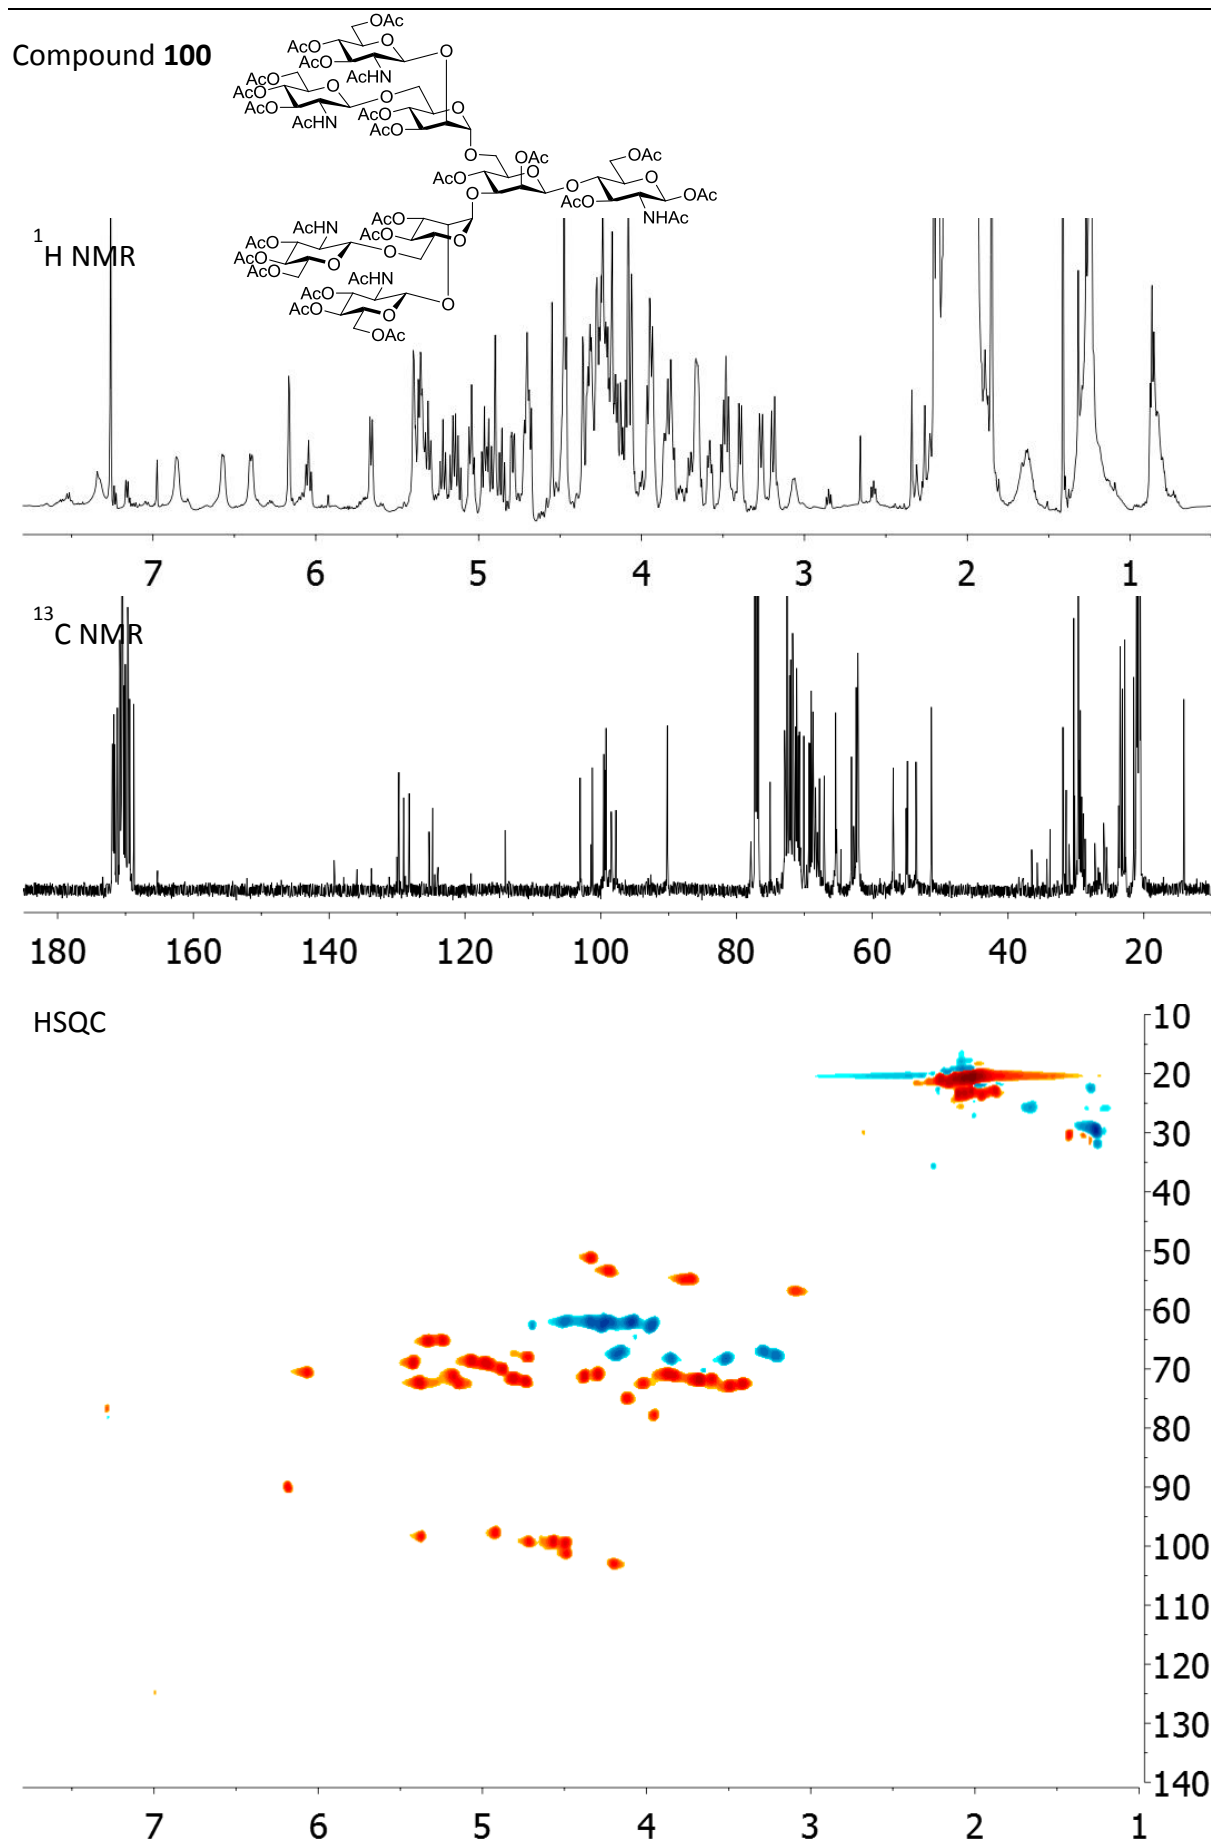 Compound 100
OAc
AcO
AcO
O
O
AcHN
AcO
AcO
AcO
O
O
AcHN
AcO
AcO
O
O
OAc
AcO
O
O
O
OAc
O
AcO
OAc
NHAc
O
AcO
AcO
O
AcHN
AcO
AcO
AcO
O
O
O
AcHN
AcO
AcO
O
O
OAc
1H NMR
7 6 5 4 3 2 1
13C NMR
180 160 140 120 100 80 60 40 20
HSQC
10
20
30
40
50
60
70
80
90
100
110
120
130
140
7 6 5 4 3 2 1